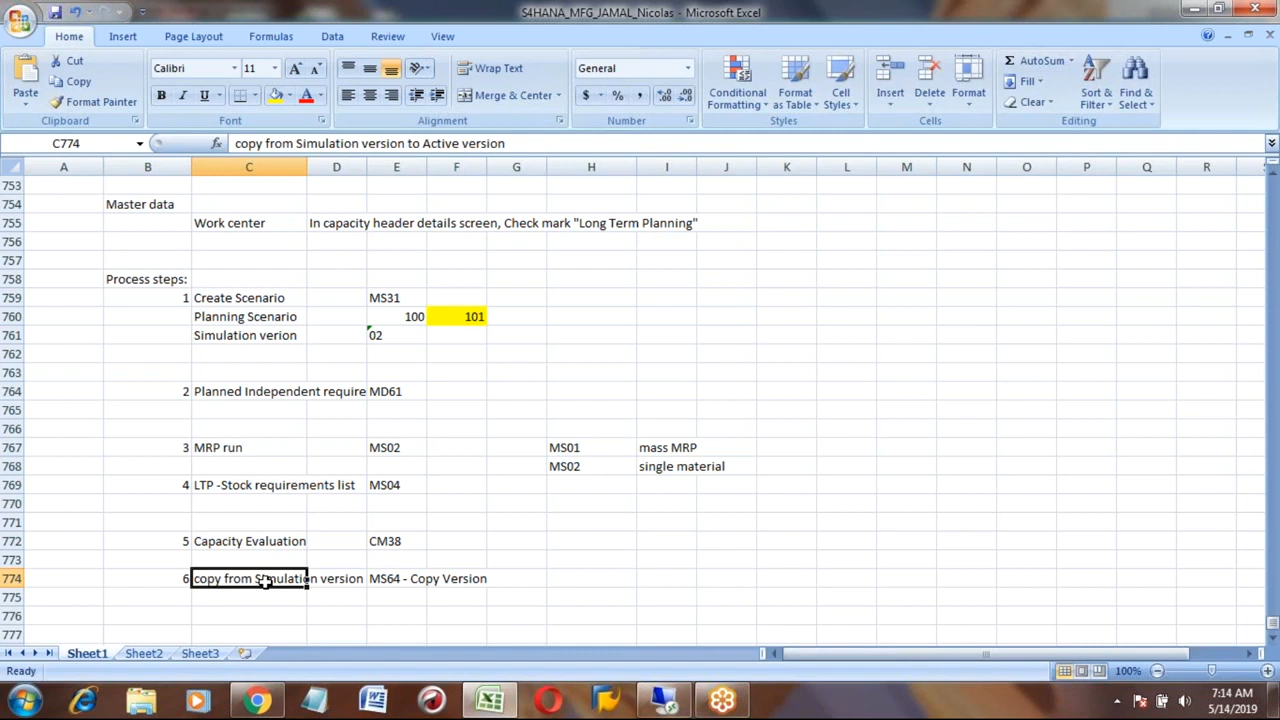 S4HANA_MFG_JAMAL_Nicolas - Microsoft Excel
Home Insert Page Layout Formulas Data Review View
Paste Cut Copy Format Painter Clipboard
Calibri 11 A A B I U A Font
Wrap Text Merge & Center Alignment
General $ % , Number
Conditional Formatting Format as Table Cell Styles Styles
Insert Delete Format Cells
Σ AutoSum Fill Clear Sort & Filter Find & Select Editing
C774 fx copy from Simulation version to Active version
A B C D E F G H I J K L M N O P Q R
753
754 Master data
755 Work center In capacity header details screen, Check mark "Long Term Planning"
756
757
758 Process steps:
759 1 Create Scenario MS31
760 Planning Scenario 100 101
761 Simulation verion 02
762
763
764 2 Planned Independent require MD61
765
766
767 3 MRP run MS02 MS01 mass MRP
768 MS02 single material
769 4 LTP -Stock requirements list MS04
770
771
772 5 Capacity Evaluation CM38
773
774 6 copy from Simulation version MS64 - Copy Version
775
776
777
Sheet1 Sheet2 Sheet3
Ready 100%
7:14 AM
5/14/2019